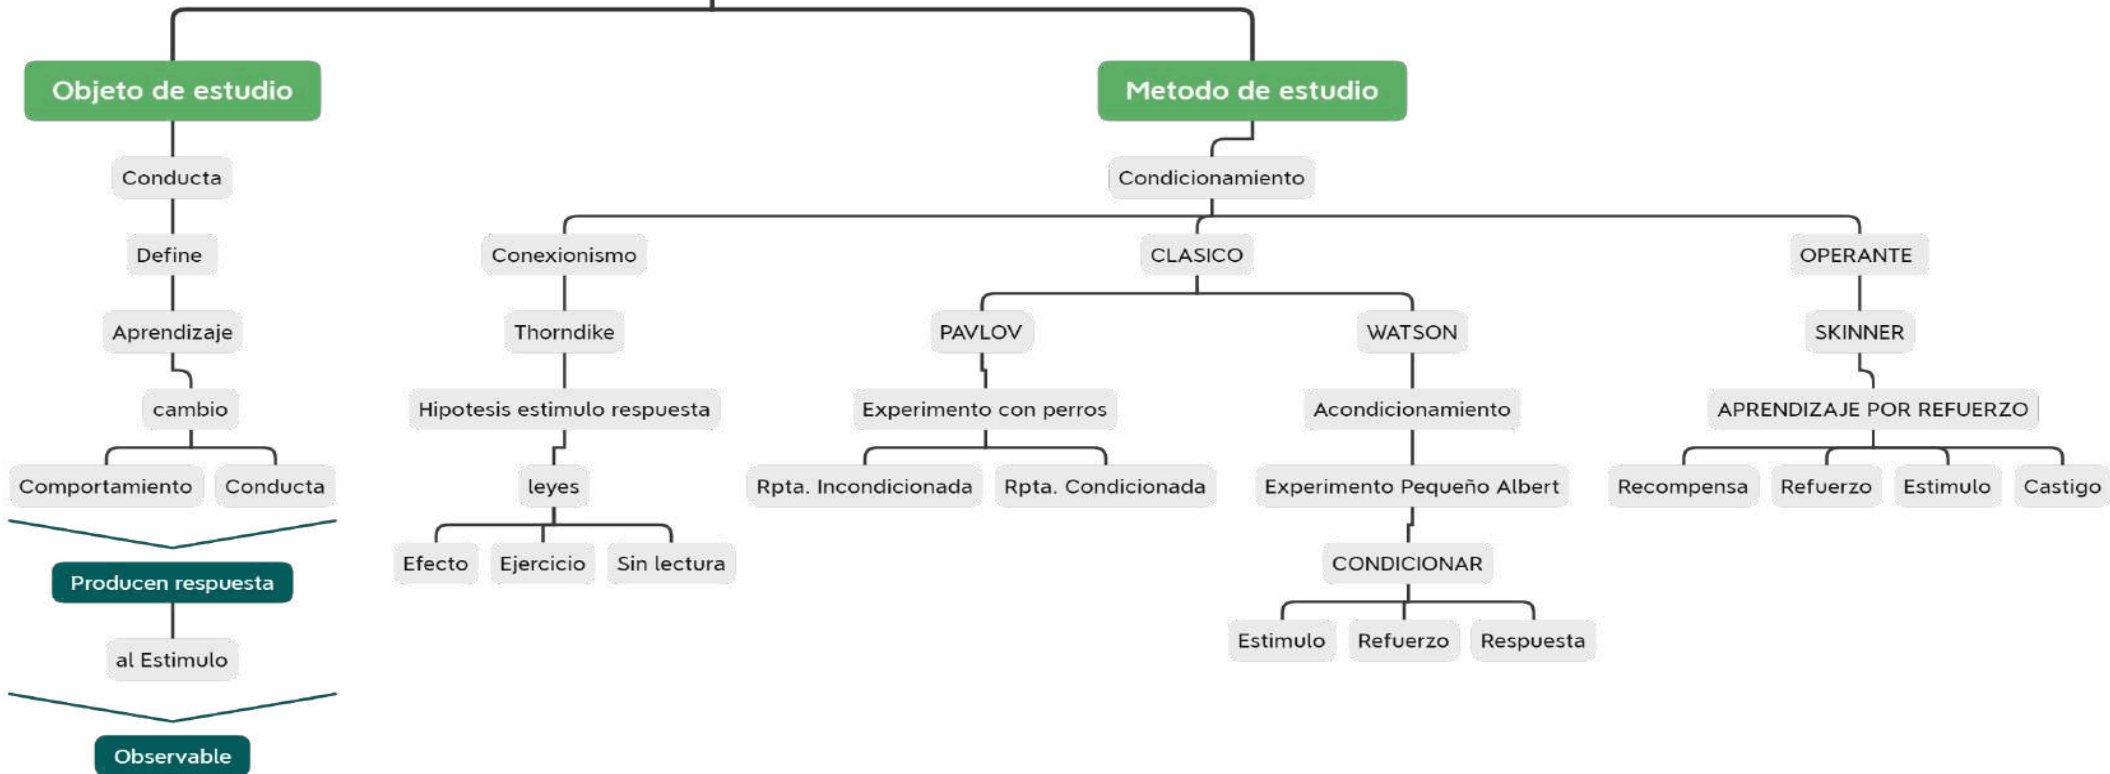 Objeto de estudio
Metodo de estudio
Conducta
Condicionamiento
Define
Conexionismo
CLASICO
OPERANTE
Aprendizaje
Thorndike
PAVLOV
WATSON
SKINNER
cambio
Hipotesis estimulo respuesta
Experimento con perros
Acondicionamiento
APRENDIZAJE POR REFUERZO
Comportamiento
Conducta
leyes
Rpta. Incondicionada
Rpta. Condicionada
Experimento Pequeño Albert
Recompensa
Refuerzo
Estimulo
Castigo
Efecto
Ejercicio
Sin lectura
CONDICIONAR
Producen respuesta
Estimulo
Refuerzo
Respuesta
al Estimulo
Observable